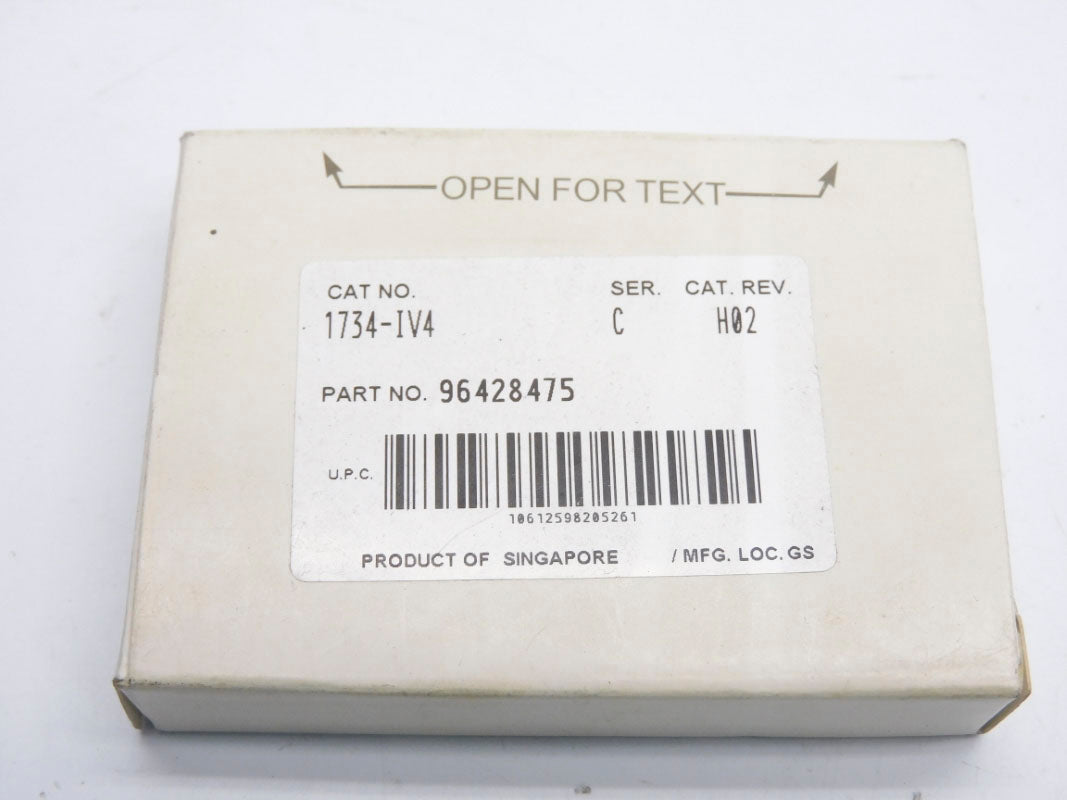 OPEN FOR TEXT
CAT NO. SER. CAT. REV.
1734-IV4 C H02
PART NO. 96428475
U.P.C.
10612598205261
PRODUCT OF SINGAPORE / MFG. LOC. GS